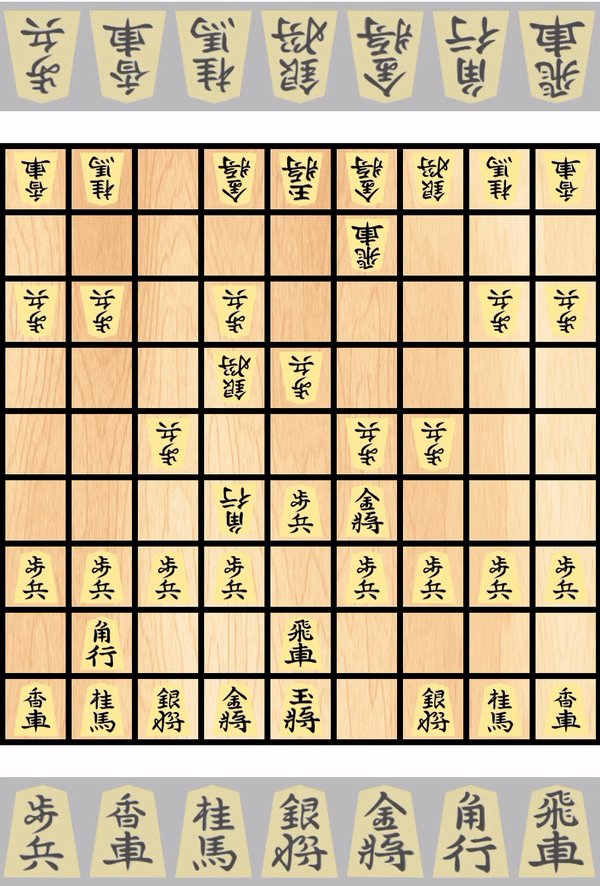 歩兵 香車 桂馬 銀将 金将 角行 飛車
香車 桂馬 金将 玉将 金将 銀将 桂馬 香車
飛車
歩兵 歩兵 歩兵 歩兵 歩兵
銀将 歩兵
歩兵 歩兵 歩兵
角行 歩兵 金将
歩兵 歩兵 歩兵 歩兵 歩兵 歩兵 歩兵 歩兵
角行 飛車
香車 桂馬 銀将 金将 玉将 銀将 桂馬 香車
歩兵 香車 桂馬 銀将 金将 角行 飛車